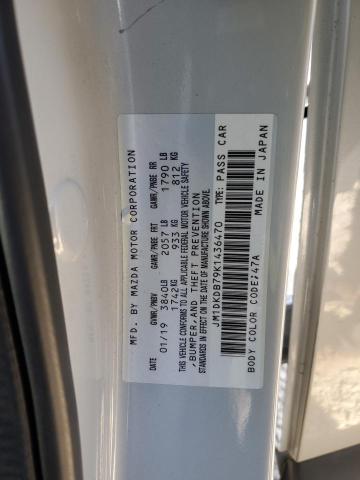 MFD. BY MAZDA MOTOR CORPORATION
DATE GVWR/PNBV GAWR/PNBE FRT GAWR/PNBE RR
01/19 3840LB 2057 LB 1790 LB
1742KG 933 KG 812 KG
THIS VEHICLE CONFORMS TO ALL APPLICABLE FEDERAL MOTOR VEHICLE SAFETY
,BUMPER,AND THEFT PREVENTION
STANDARDS IN EFFECT ON THE DATE OF MANUFACTURE SHOWN ABOVE.
JM1DKDB79K1436470 TYPE: PASS CAR
BODY COLOR CODE:47A MADE IN JAPAN